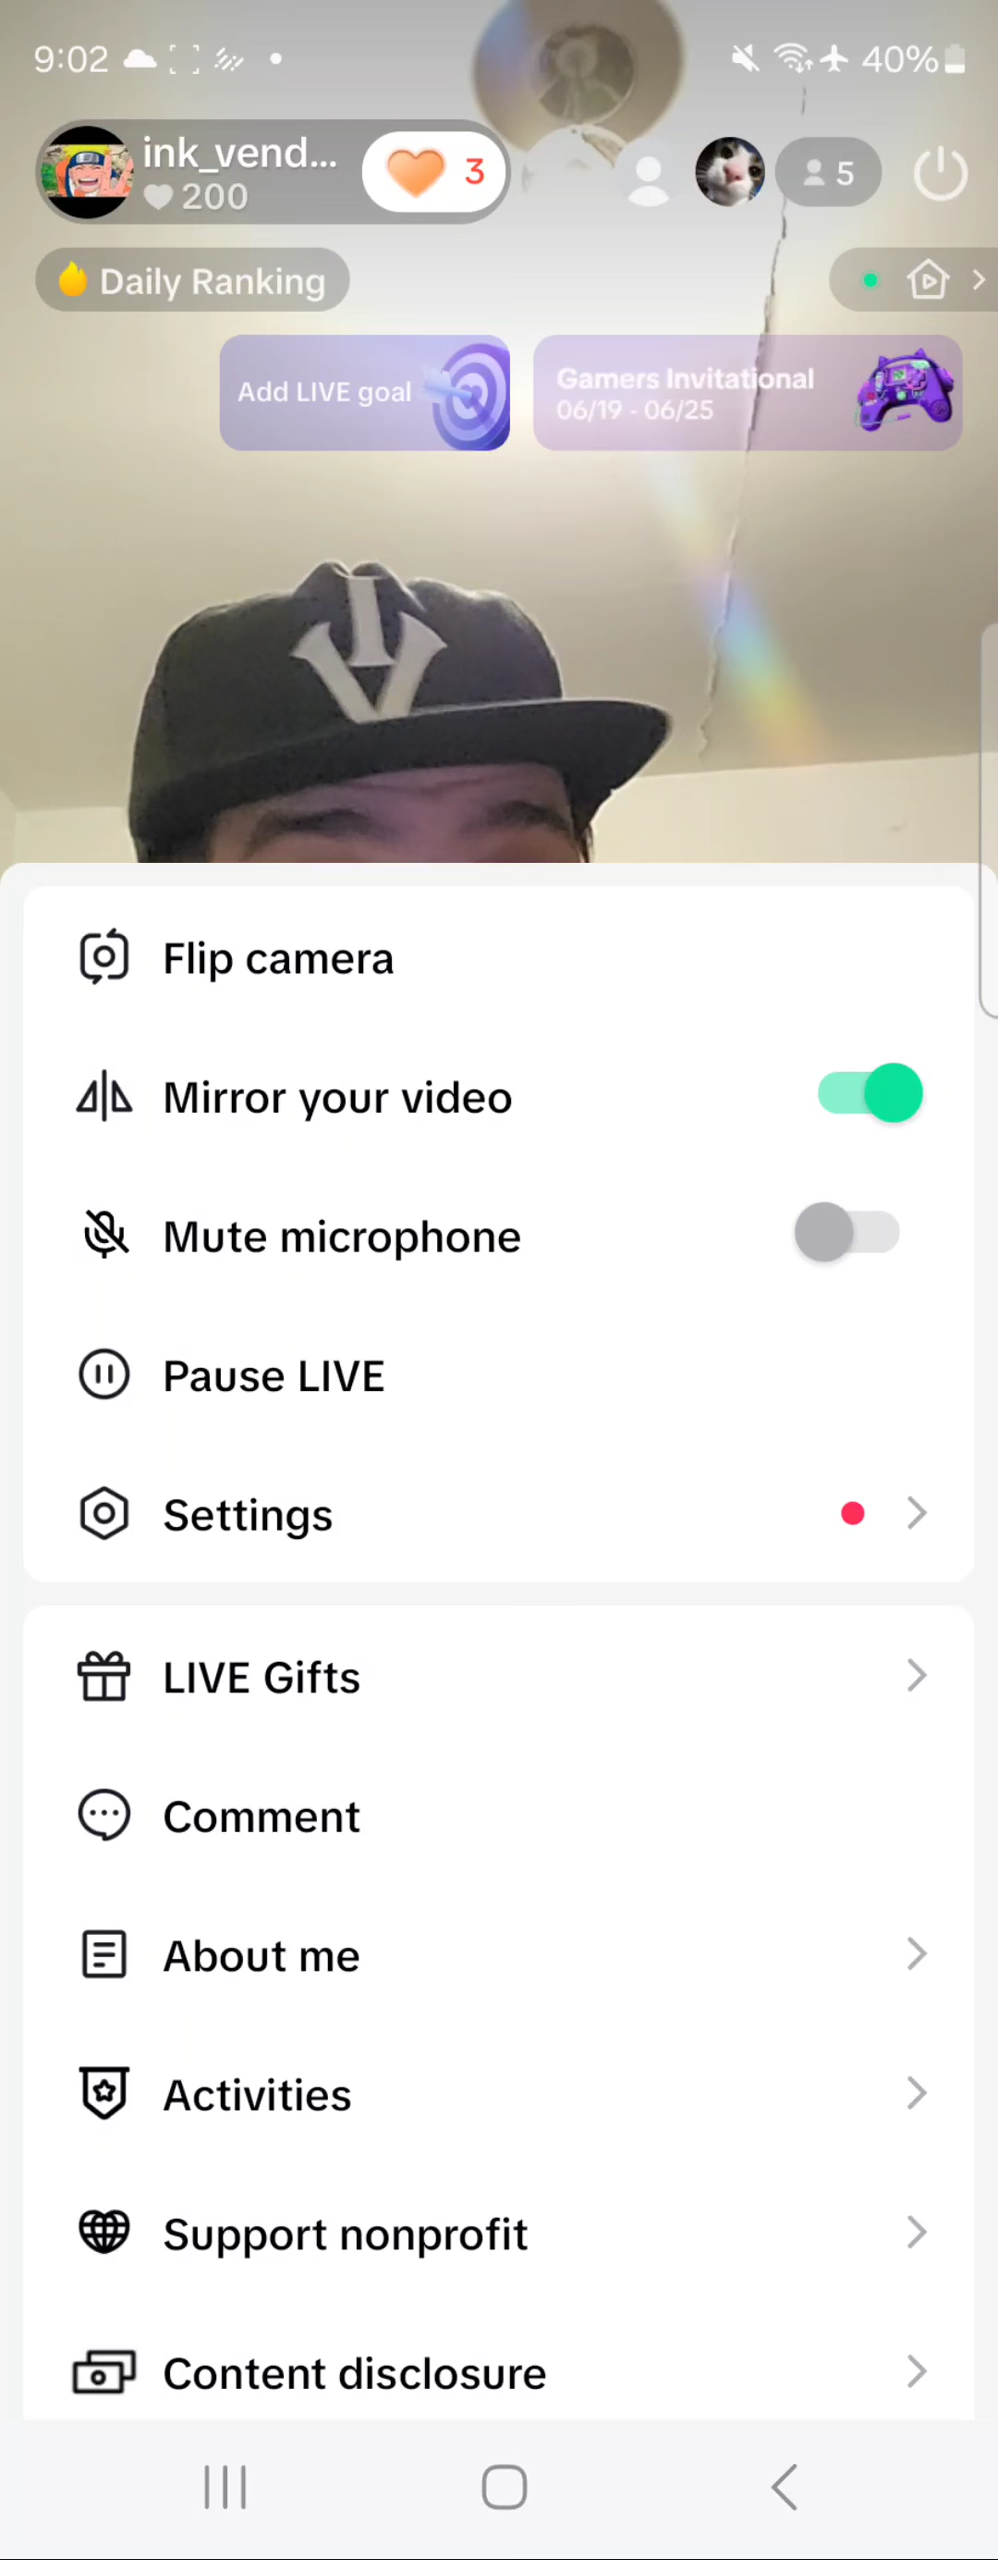 9:02
40%
ink_vend...
3
200
5
Daily Ranking
Add LIVE goal
Gamers Invitational
06/19 - 06/25
Flip camera
Mirror your video
Mute microphone
Pause LIVE
Settings
LIVE Gifts
Comment
About me
Activities
Support nonprofit
Content disclosure